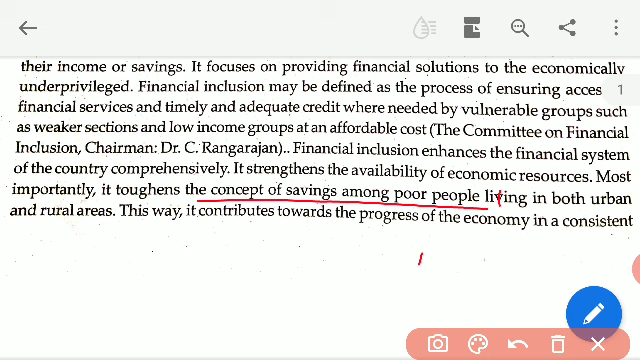 their income or savings. It focuses on providing financial solutions to the economically
underprivileged. Financial inclusion may be defined as the process of ensuring acces
1
financial services and timely and adequate credit where needed by vulnerable groups such
as weaker sections and low income groups at an affordable cost (The Committee on Financial
Inclusion, Chairman: Dr. C. Rangarajan).. Financial inclusion enhances the financial system
of the country comprehensively. It strengthens the availability of economic resources. Most
importantly, it toughens the concept of savings among poor people living in both urban
and rural areas. This way, it contributes towards the progress of the economy in a consistent